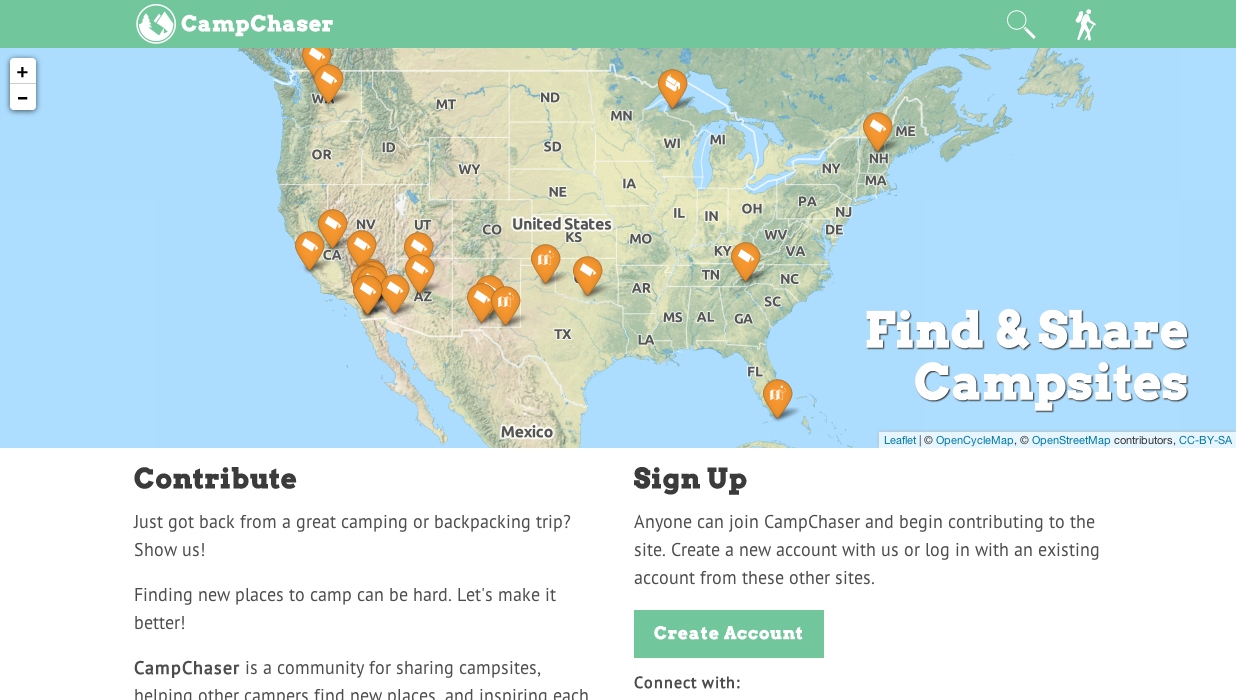 CampChaser
+
−
WA
MT
ND
MN
ME
OR
ID
SD
WI
MI
NY
NH
WY
MA
NE
IA
PA
IL
IN
OH
NJ
NV
UT
CO
United States
KS
MO
WV
DE
CA
KY
VA
TN
NC
AZ
AR
SC
MS
AL
GA
TX
LA
FL
Mexico
Find & Share
Campsites
Leaflet | © OpenCycleMap, © OpenStreetMap contributors, CC-BY-SA
Contribute
Just got back from a great camping or backpacking trip?
Show us!
Finding new places to camp can be hard. Let's make it
better!
CampChaser is a community for sharing campsites,
helping other campers find new places, and inspiring each
Sign Up
Anyone can join CampChaser and begin contributing to the
site. Create a new account with us or log in with an existing
account from these other sites.
Create Account
Connect with: